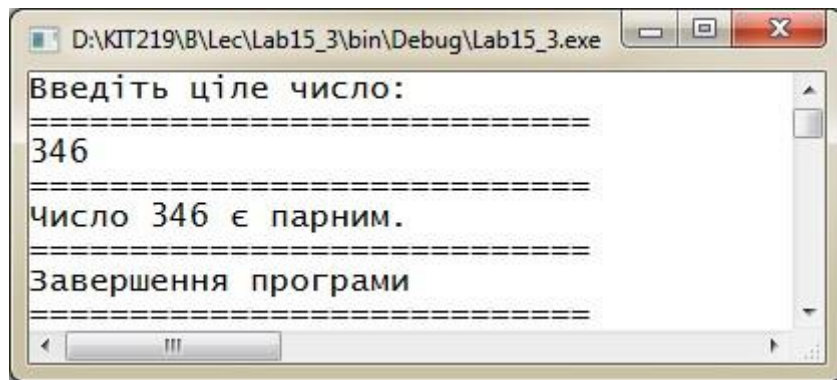 D:\KIT219\B\Lec\Lab15_3\bin\Debug\Lab15_3.exe
Введіть ціле число:
============================
346
============================
Число 346 є парним.
============================
Завершення програми
============================